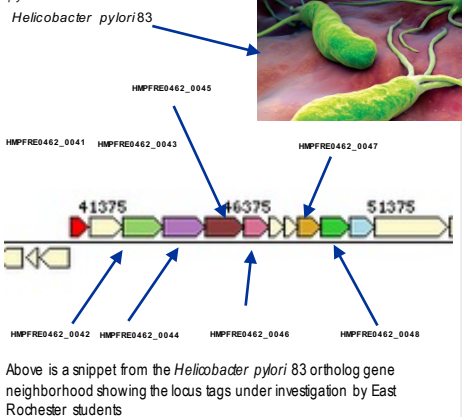 Helicobacter pylori 83
HMPFRE0462_0045
HMPFRE0462_0041 HMPFRE0462_0043
HMPFRE0462_0047
41375 46375 51375
HMPFRE0462_0042 HMPFRE0462_0044 HMPFRE0462_0046 HMPFRE0462_0048
Above is a snippet from the Helicobacter pylori 83 ortholog gene
neighborhood showing the locus tags under investigation by East
Rochester students